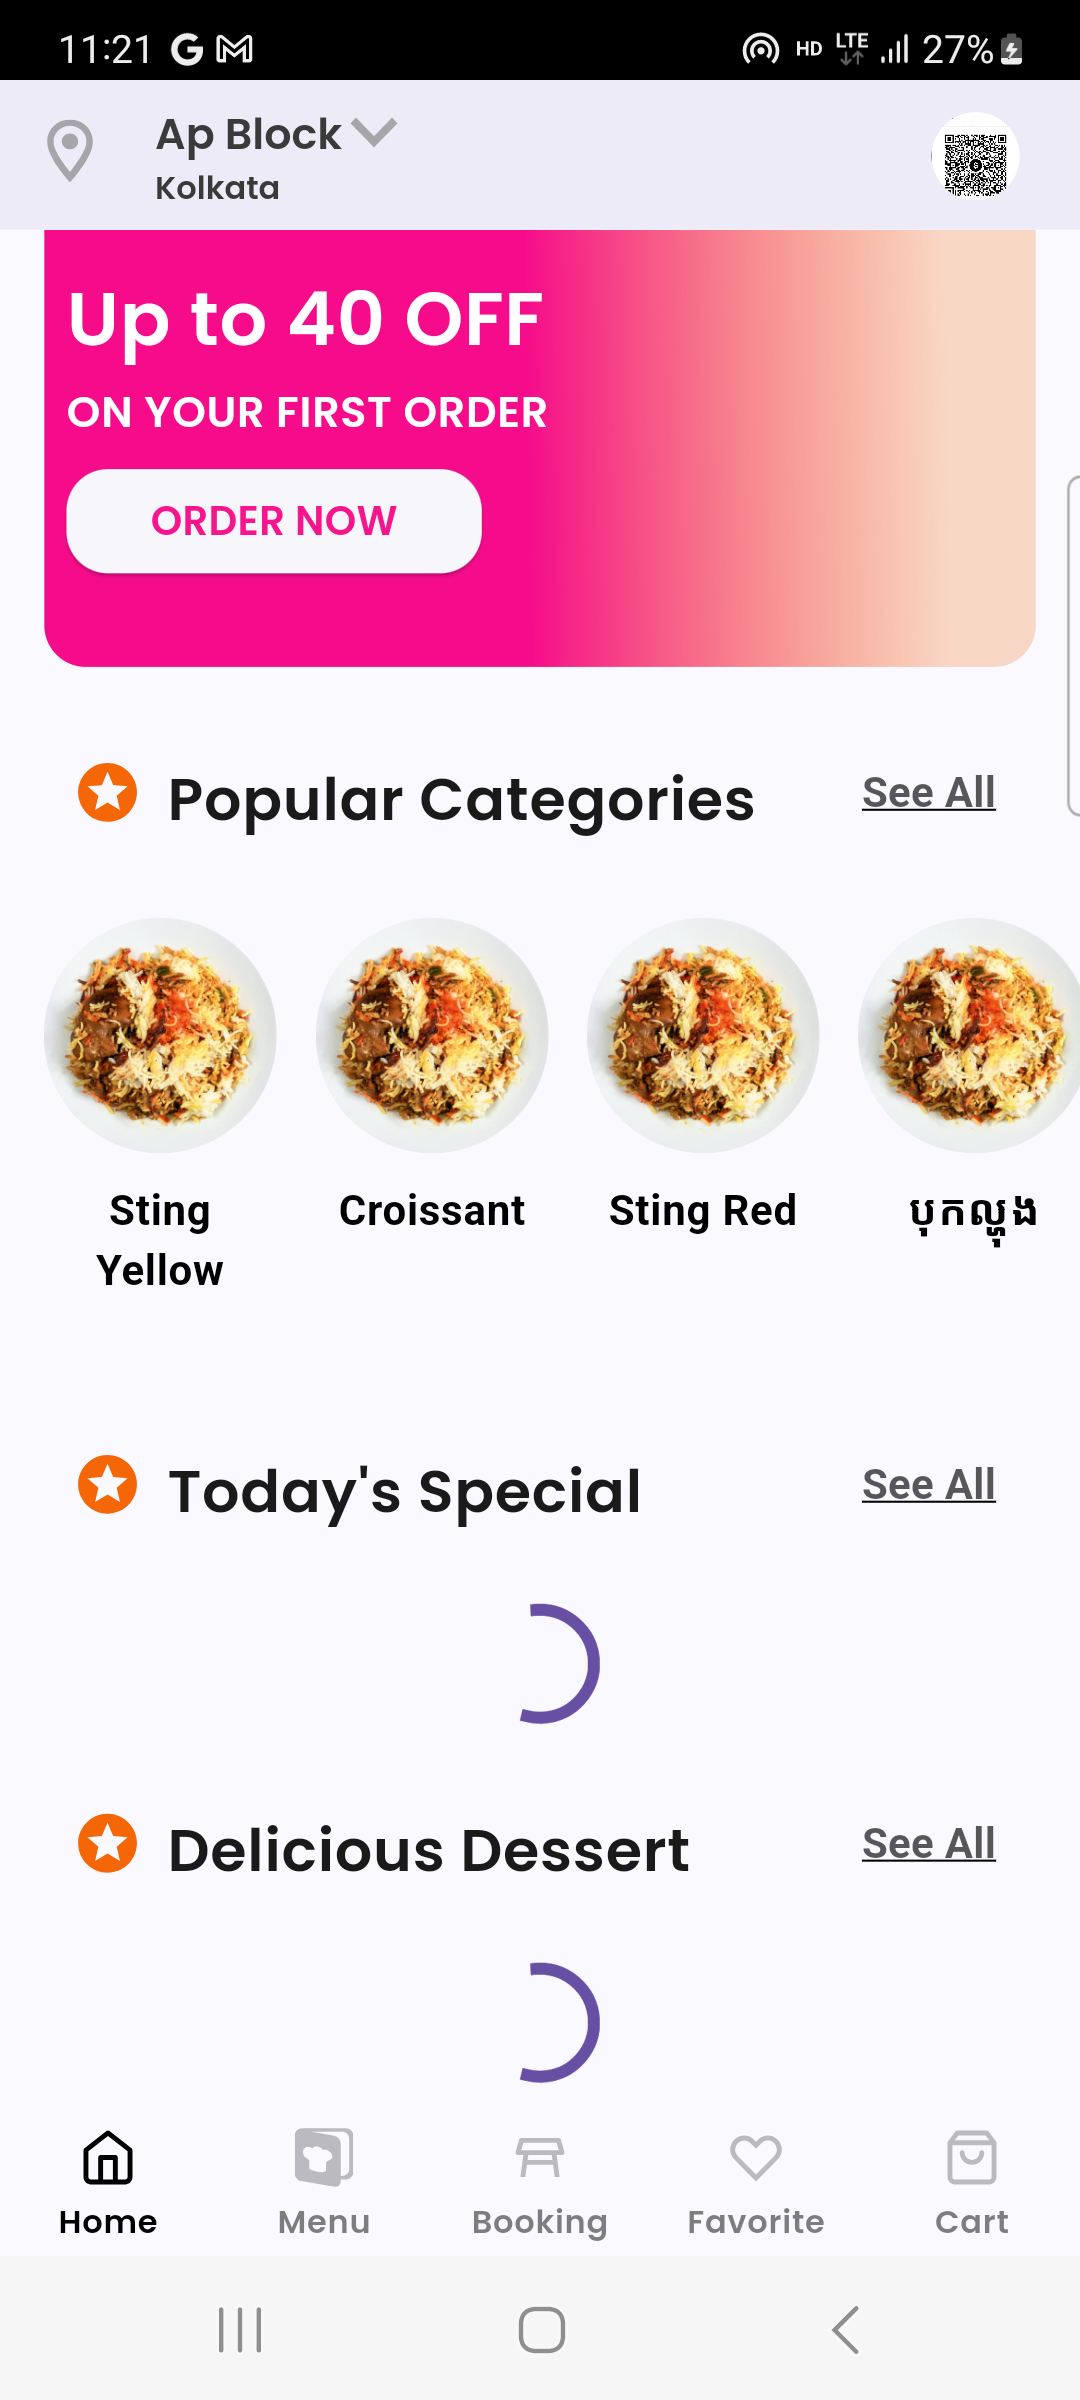 11:21
HD LTE 27%
Ap Block
Kolkata
Up to 40 OFF
ON YOUR FIRST ORDER
ORDER NOW
Popular Categories See All
Sting Yellow
Croissant
Sting Red
បុកល្ហុង
Today's Special See All
Delicious Dessert See All
Home Menu Booking Favorite Cart